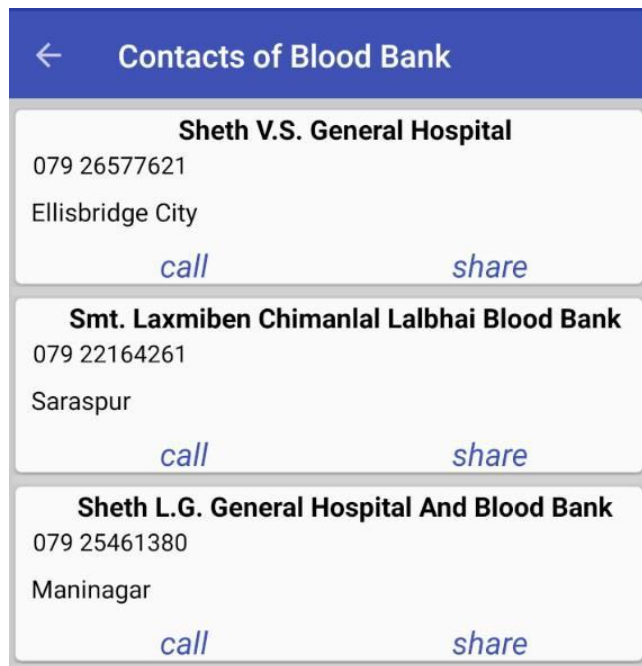 Contacts of Blood Bank
Sheth V.S. General Hospital
079 26577621
Ellisbridge City
call share
Smt. Laxmiben Chimanlal Lalbhai Blood Bank
079 22164261
Saraspur
call share
Sheth L.G. General Hospital And Blood Bank
079 25461380
Maninagar
call share